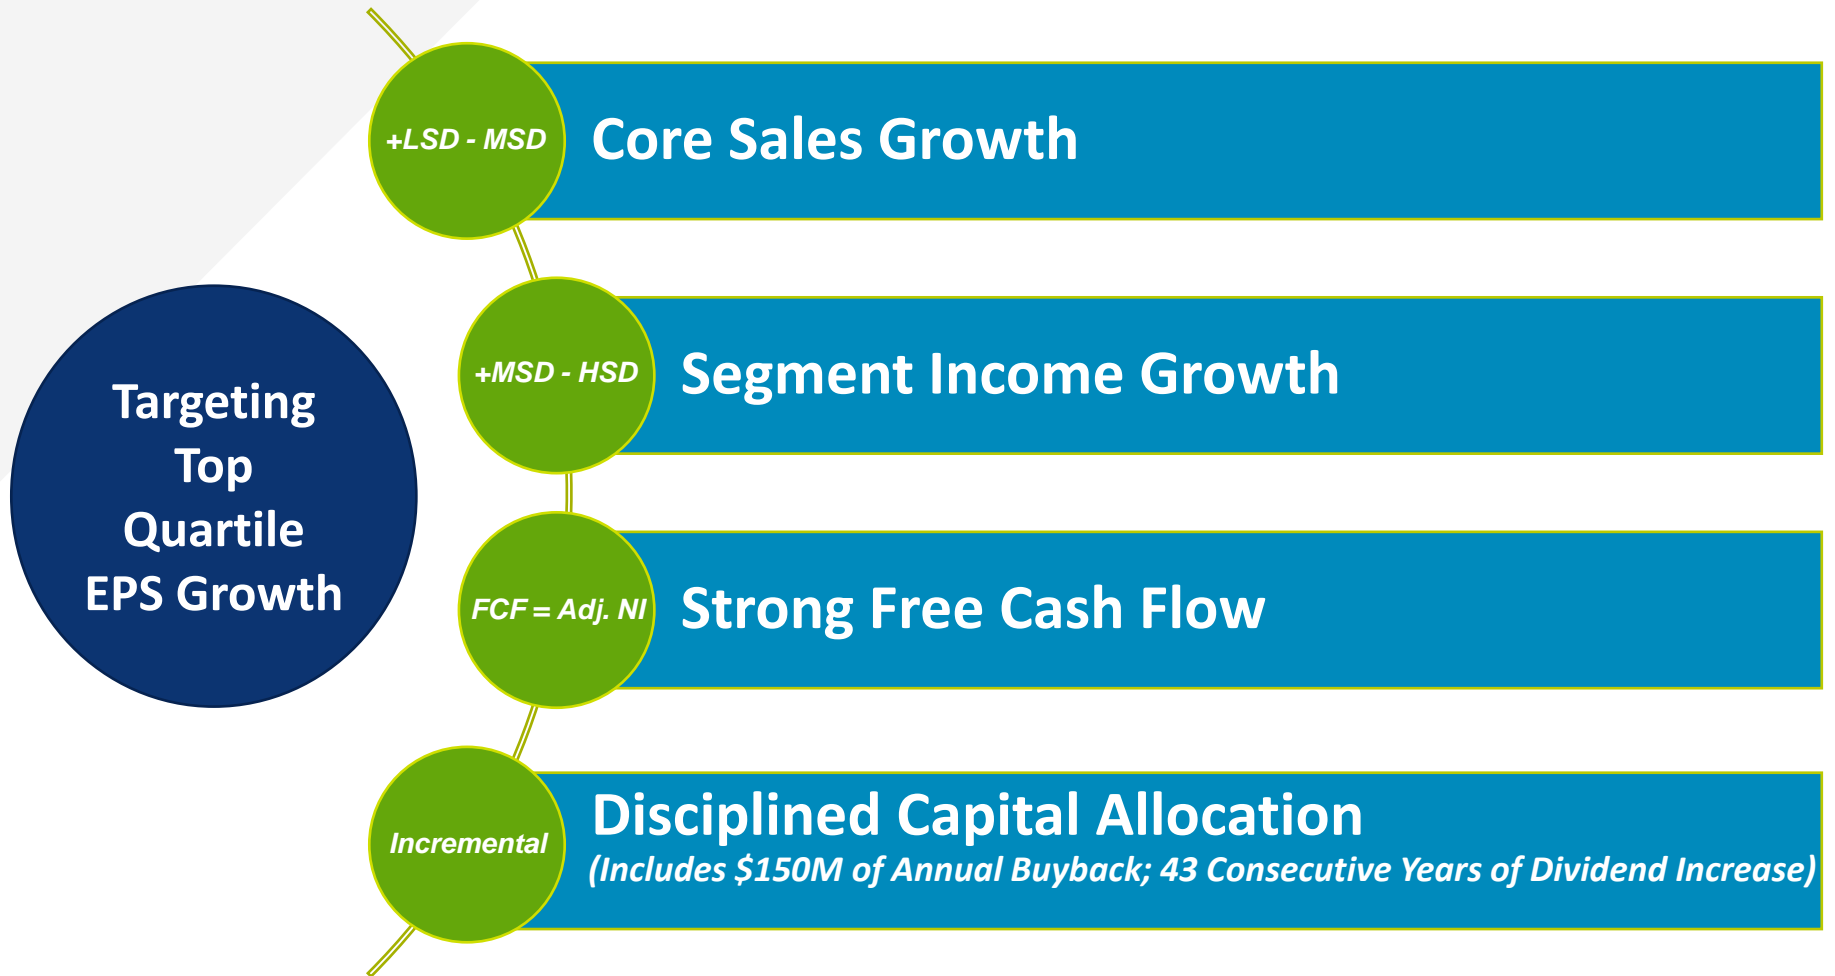 +LSD - MSD
Core Sales Growth
+MSD - HSD
Segment Income Growth
Targeting
Top
Quartile
EPS Growth
FCF = Adj. NI
Strong Free Cash Flow
Incremental
Disciplined Capital Allocation
(Includes $150M of Annual Buyback; 43 Consecutive Years of Dividend Increase)